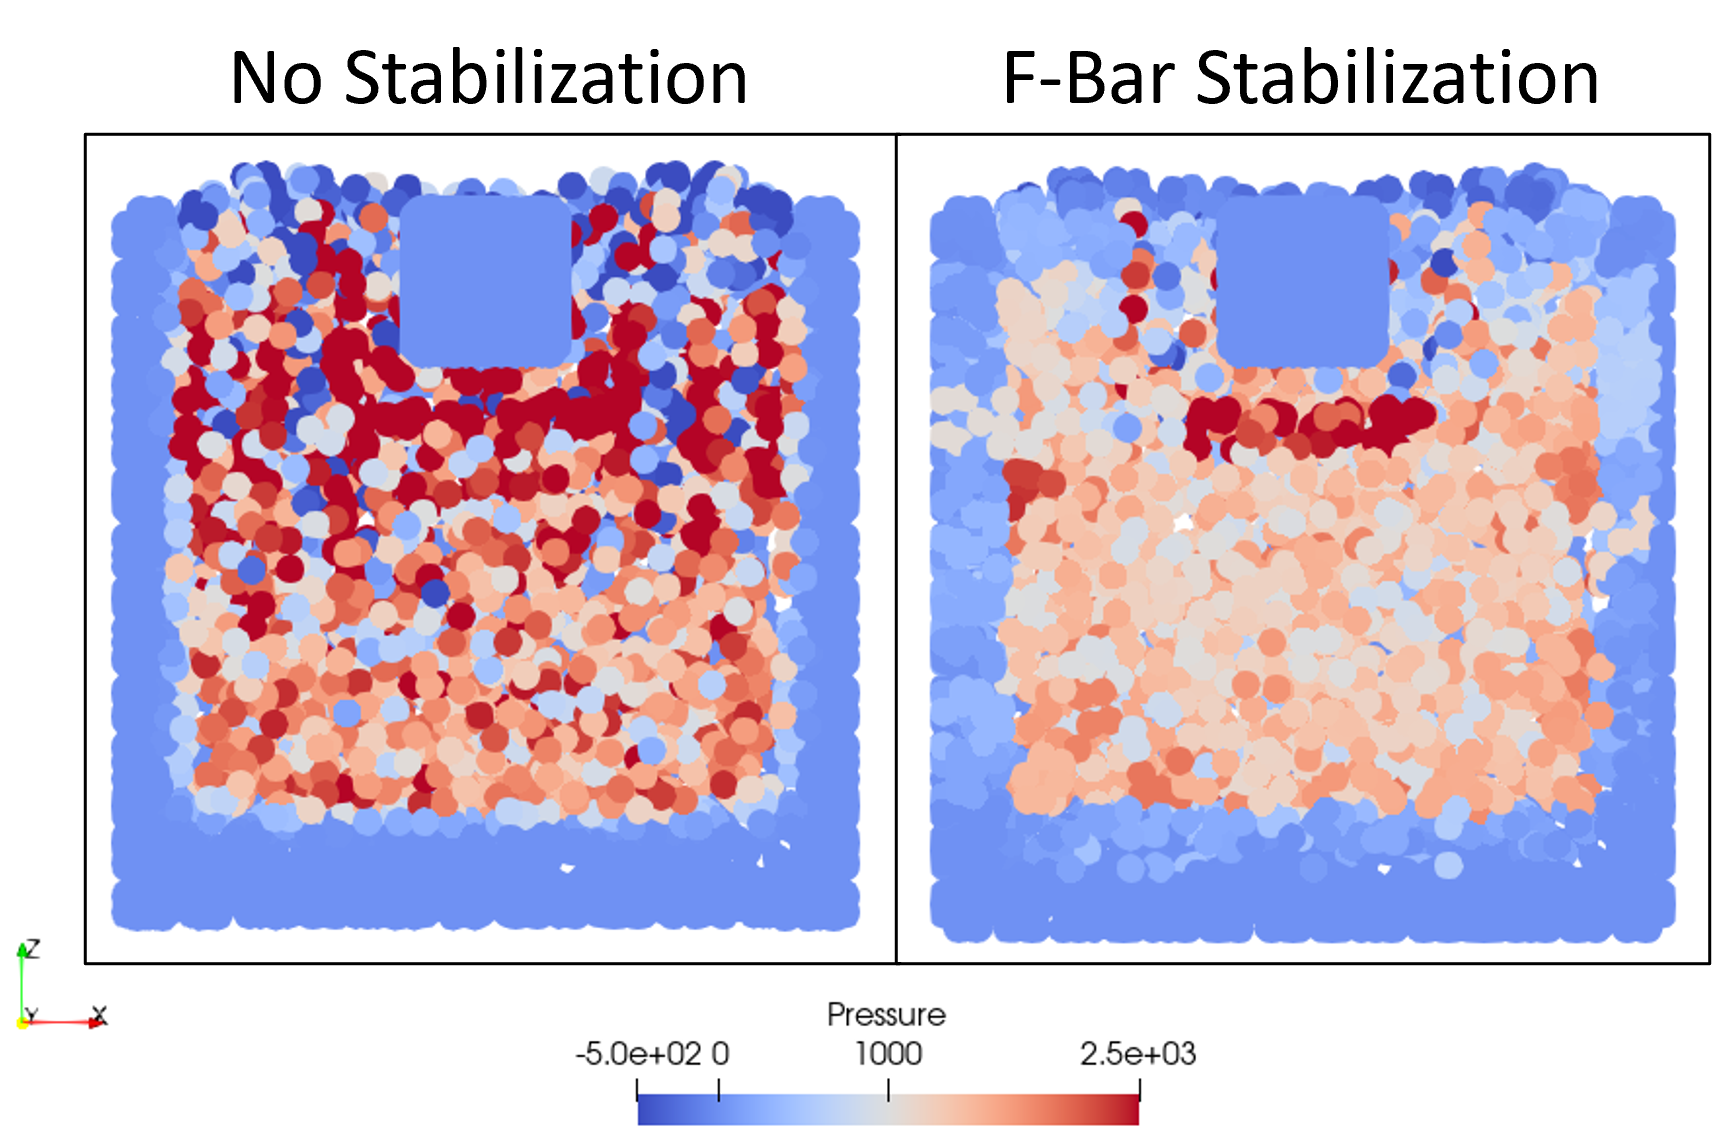 No Stabilization
F-Bar Stabilization
Z
Y X
Pressure
-5.0e+02 0 1000 2.5e+03